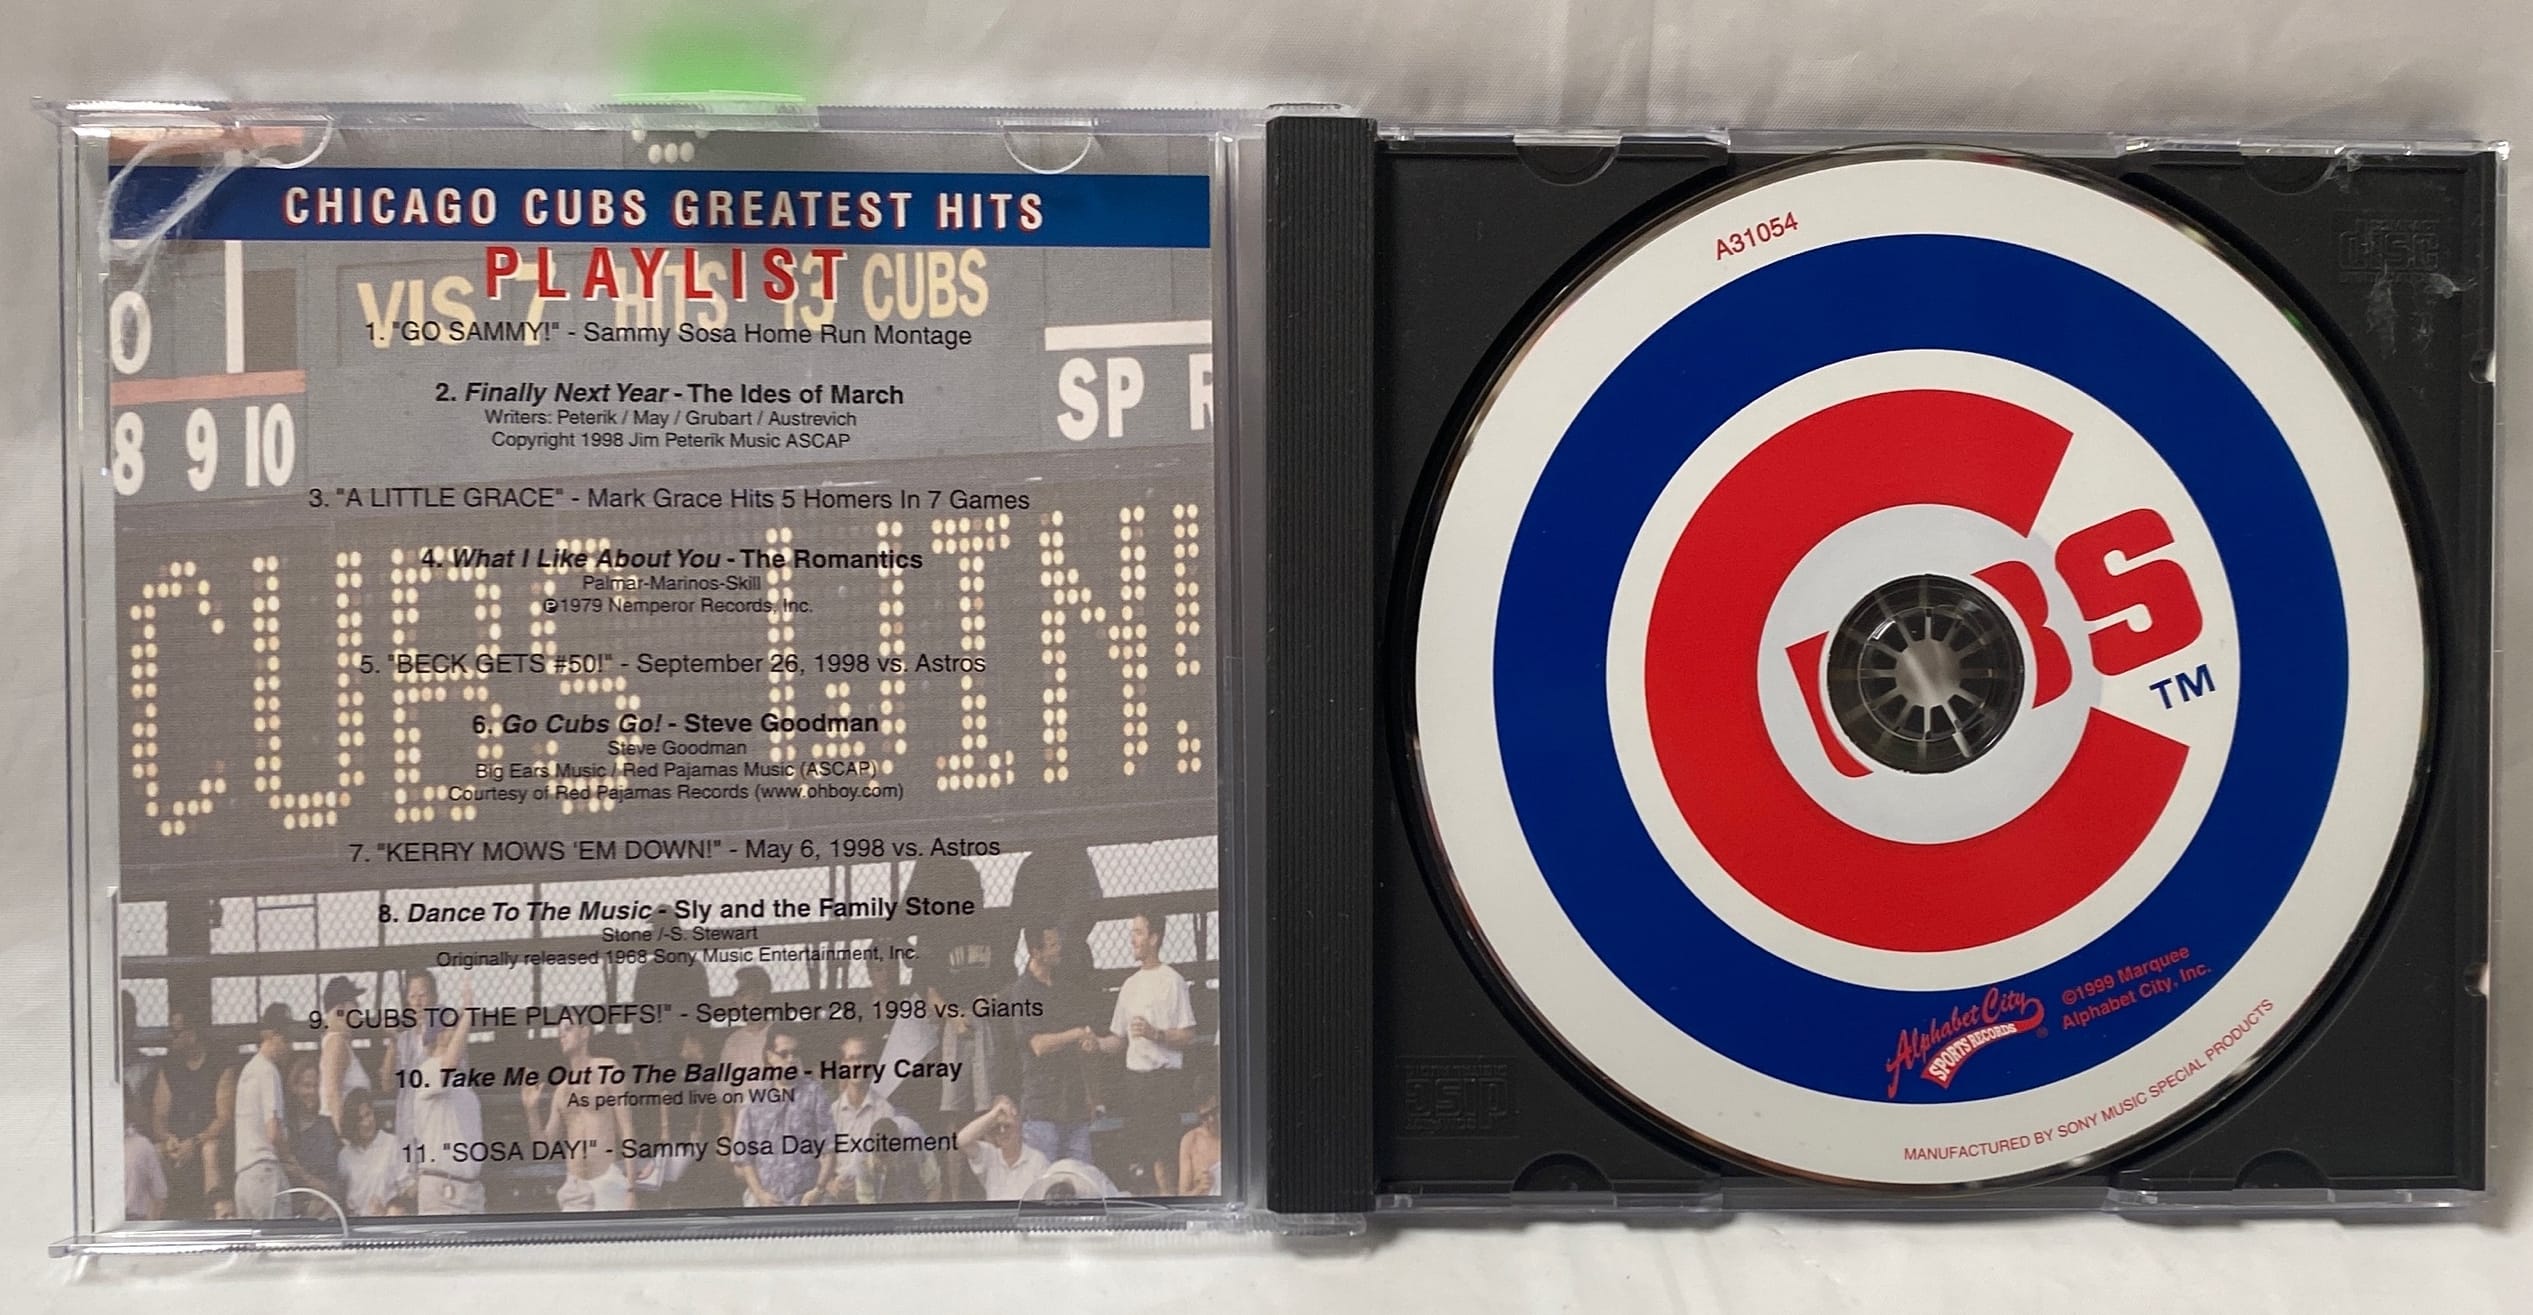 CHICAGO CUBS GREATEST HITS
PLAYLIST
VIS 7 HITS 13 CUBS
0 1
8 9 10
SP
CUBS WIN!
1. "GO SAMMY!" - Sammy Sosa Home Run Montage
2. Finally Next Year - The Ides of March
Writers: Peterik / May / Grubart / Austrevich
Copyright 1998 Jim Peterik Music ASCAP
3. "A LITTLE GRACE" - Mark Grace Hits 5 Homers In 7 Games
4. What I Like About You - The Romantics
Palmar-Marinos-Skill
℗1979 Nemperor Records, Inc.
5. "BECK GETS #50!" - September 26, 1998 vs. Astros
6. Go Cubs Go! - Steve Goodman
Steve Goodman
Big Ears Music / Red Pajamas Music (ASCAP)
Courtesy of Red Pajamas Records (www.ohboy.com)
7. "KERRY MOWS 'EM DOWN!" - May 6, 1998 vs. Astros
8. Dance To The Music - Sly and the Family Stone
Stone /-S. Stewart
Originally released 1968 Sony Music Entertainment, Inc.
9. "CUBS TO THE PLAYOFFS!" - September 28, 1998 vs. Giants
10. Take Me Out To The Ballgame - Harry Caray
As performed live on WGN
11. "SOSA DAY!" - Sammy Sosa Day Excitement
A31054
CUBS
TM
Alphabet City
SPORTS RECORDS
®
©1999 Marquee
Alphabet City, Inc.
MANUFACTURED BY SONY MUSIC SPECIAL PRODUCTS